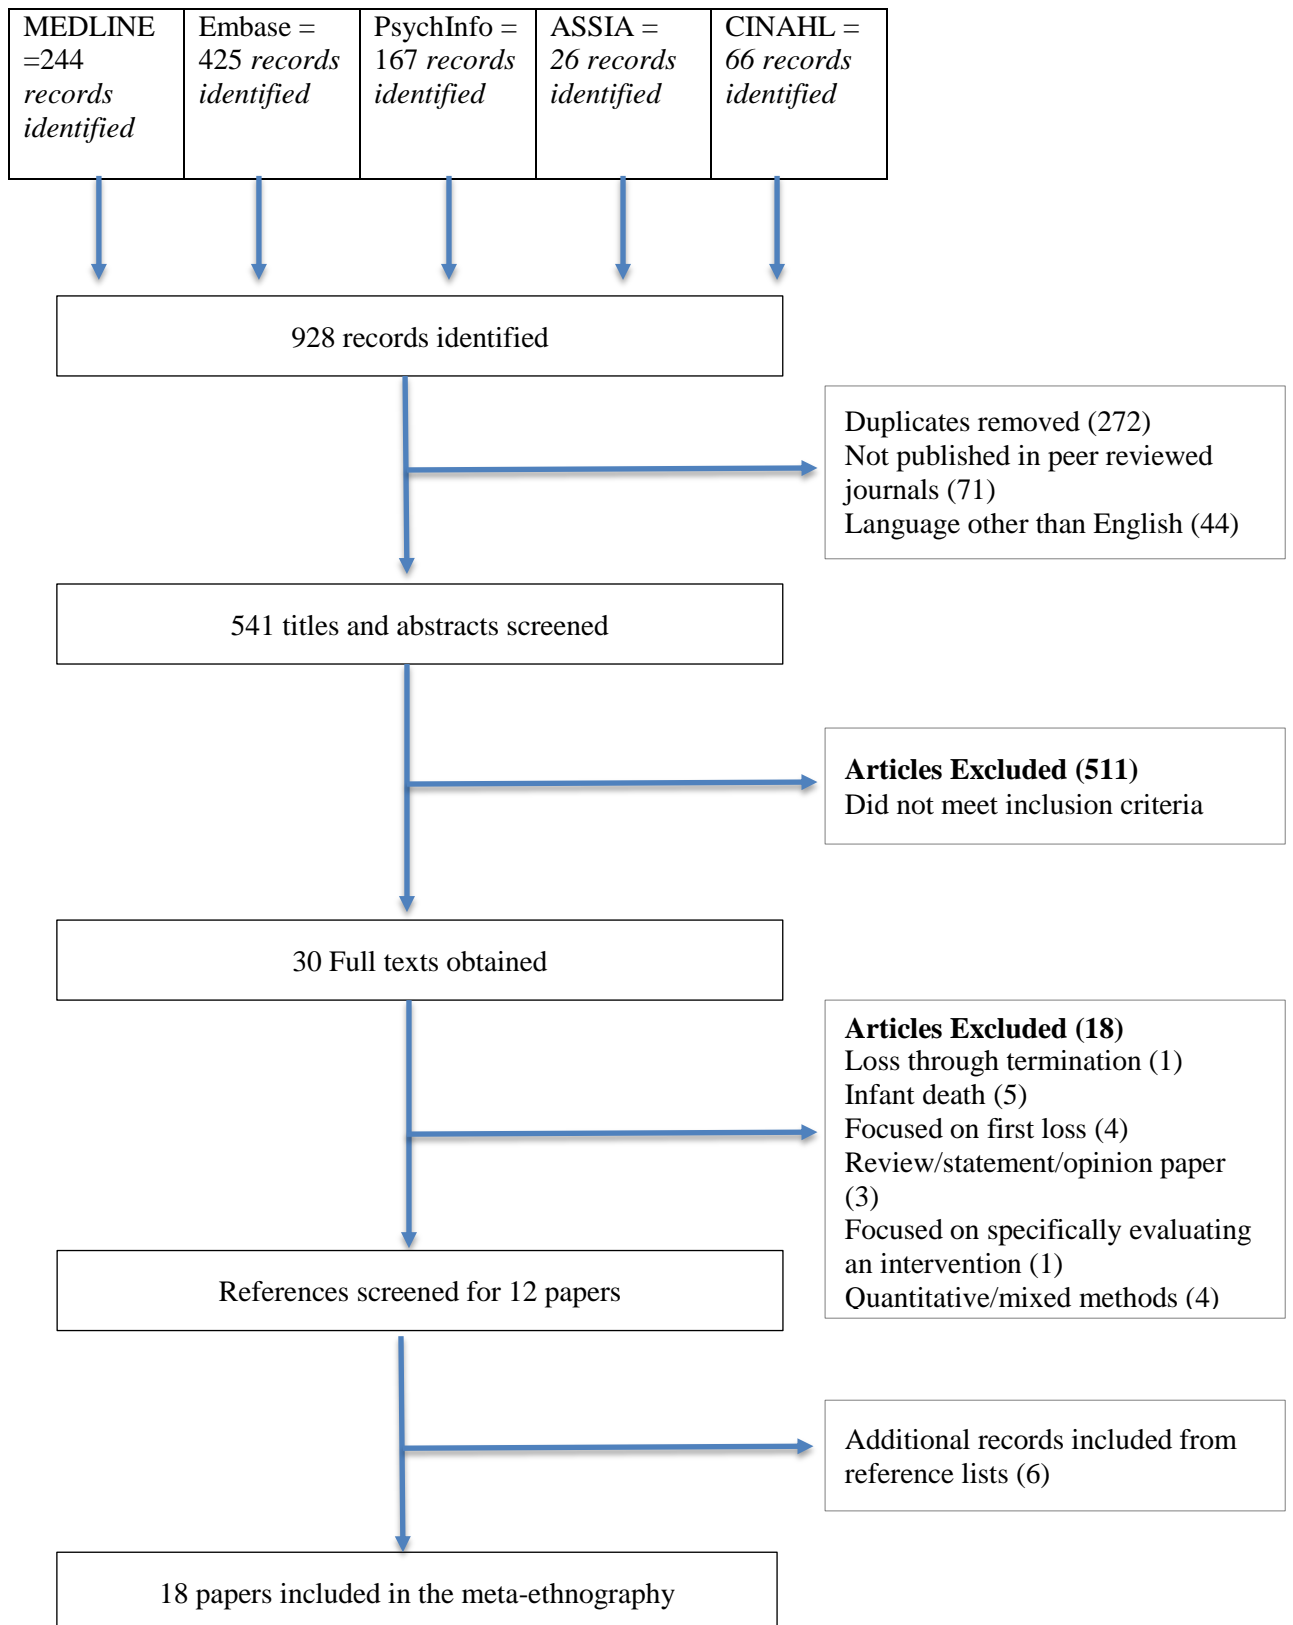 MEDLINE
=244
records
identified
Embase =
425 records
identified
PsychInfo =
167 records
identified
ASSIA =
26 records
identified
CINAHL =
66 records
identified
928 records identified
Duplicates removed (272)
Not published in peer reviewed
journals (71)
Language other than English (44)
541 titles and abstracts screened
Articles Excluded (511)
Did not meet inclusion criteria
30 Full texts obtained
Articles Excluded (18)
Loss through termination (1)
Infant death (5)
Focused on first loss (4)
Review/statement/opinion paper
(3)
Focused on specifically evaluating
an intervention (1)
Quantitative/mixed methods (4)
References screened for 12 papers
Additional records included from
reference lists (6)
18 papers included in the meta-ethnography